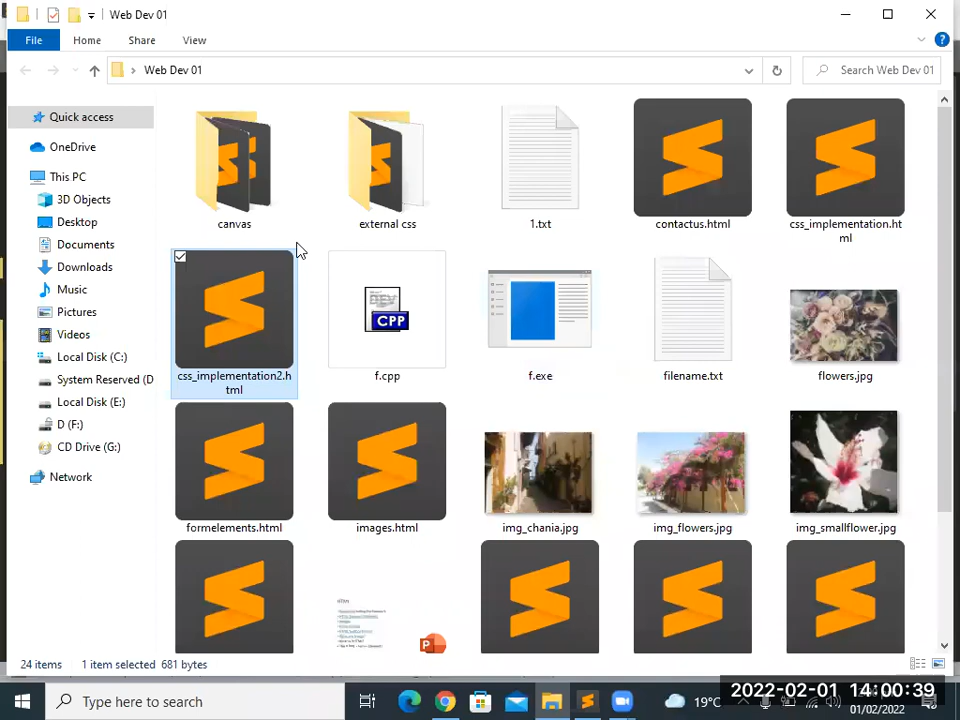 Web Dev 01
File Home Share View
Web Dev 01
Search Web Dev 01
Quick access
OneDrive
This PC
3D Objects
Desktop
Documents
Downloads
Music
Pictures
Videos
Local Disk (C:)
System Reserved (D
Local Disk (E:)
D (F:)
CD Drive (G:)
Network
canvas
external css
1.txt
contactus.html
css_implementation.ht
ml
css_implementation2.h
tml
CPP
f.cpp
f.exe
filename.txt
flowers.jpg
formelements.html
images.html
img_chania.jpg
img_flowers.jpg
img_smallflower.jpg
24 items 1 item selected 681 bytes
Type here to search
19°C
2022-02-01 14:00:39
01/02/2022